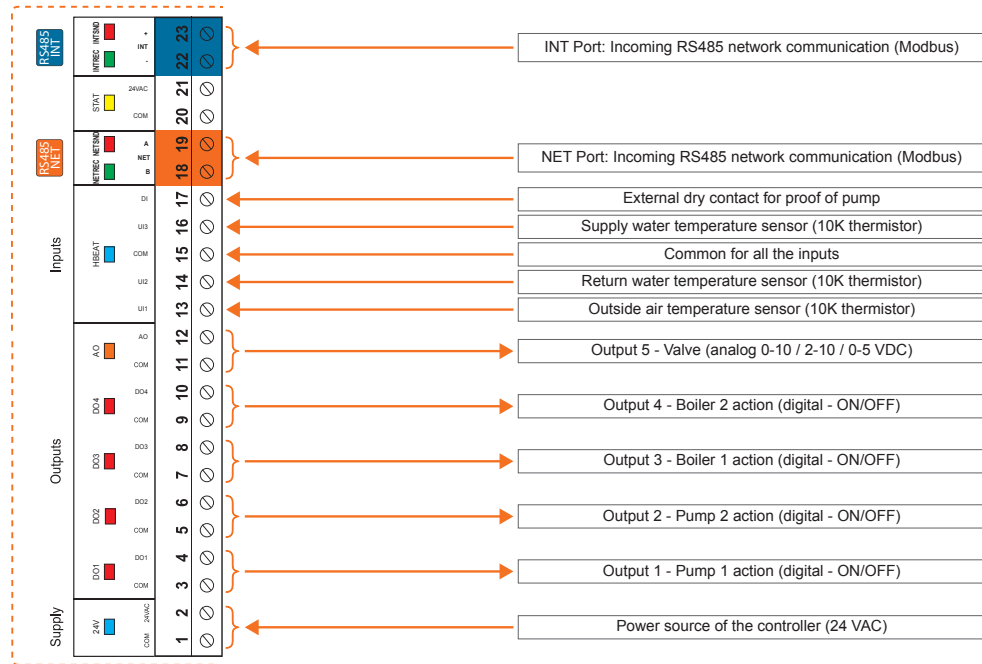 RS485 INT
INTREC INTSND
+
INT
-
23
22
INT Port: Incoming RS485 network communication (Modbus)
STAT
24VAC
COM
21
20
RS485 NET
NETREC NETSND
A
NET
B
19
18
NET Port: Incoming RS485 network communication (Modbus)
Inputs
HBEAT
DI
17
External dry contact for proof of pump
UI3
16
Supply water temperature sensor (10K thermistor)
COM
15
Common for all the inputs
UI2
14
Return water temperature sensor (10K thermistor)
UI1
13
Outside air temperature sensor (10K thermistor)
Outputs
AO
AO
COM
12
11
Output 5 - Valve (analog 0-10 / 2-10 / 0-5 VDC)
DO4
DO4
COM
10
9
Output 4 - Boiler 2 action (digital - ON/OFF)
DO3
DO3
COM
8
7
Output 3 - Boiler 1 action (digital - ON/OFF)
DO2
DO2
COM
6
5
Output 2 - Pump 2 action (digital - ON/OFF)
DO1
DO1
COM
4
3
Output 1 - Pump 1 action (digital - ON/OFF)
Supply
24V
24VAC
COM
2
1
Power source of the controller (24 VAC)